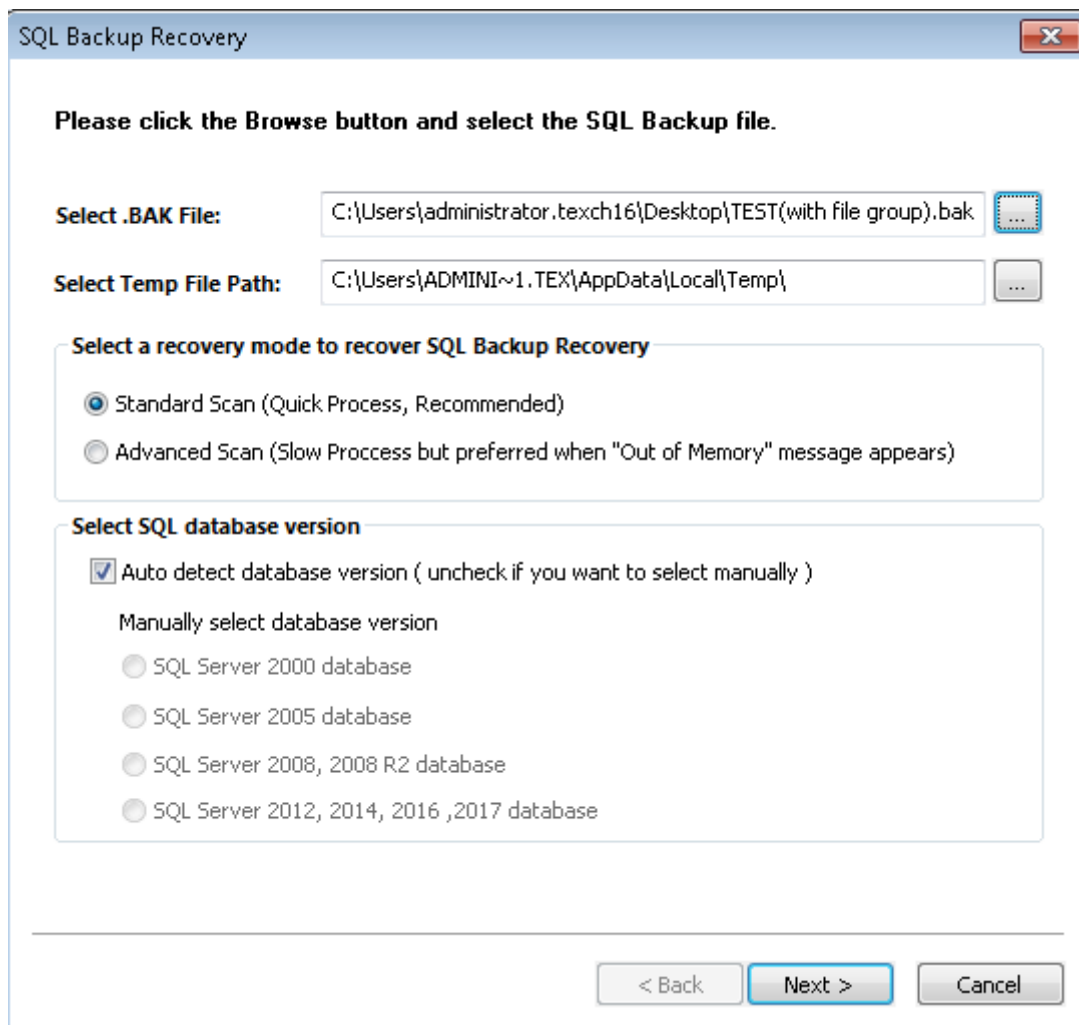 SQL Backup Recovery
Please click the Browse button and select the SQL Backup file.
Select .BAK File: C:\Users\administrator.texch16\Desktop\TEST(with file group).bak ...
Select Temp File Path: C:\Users\ADMINI~1.TEX\AppData\Local\Temp\ ...
Select a recovery mode to recover SQL Backup Recovery
Standard Scan (Quick Process, Recommended)
Advanced Scan (Slow Proccess but preferred when "Out of Memory" message appears)
Select SQL database version
Auto detect database version ( uncheck if you want to select manually )
Manually select database version
SQL Server 2000 database
SQL Server 2005 database
SQL Server 2008, 2008 R2 database
SQL Server 2012, 2014, 2016 ,2017 database
< Back Next > Cancel